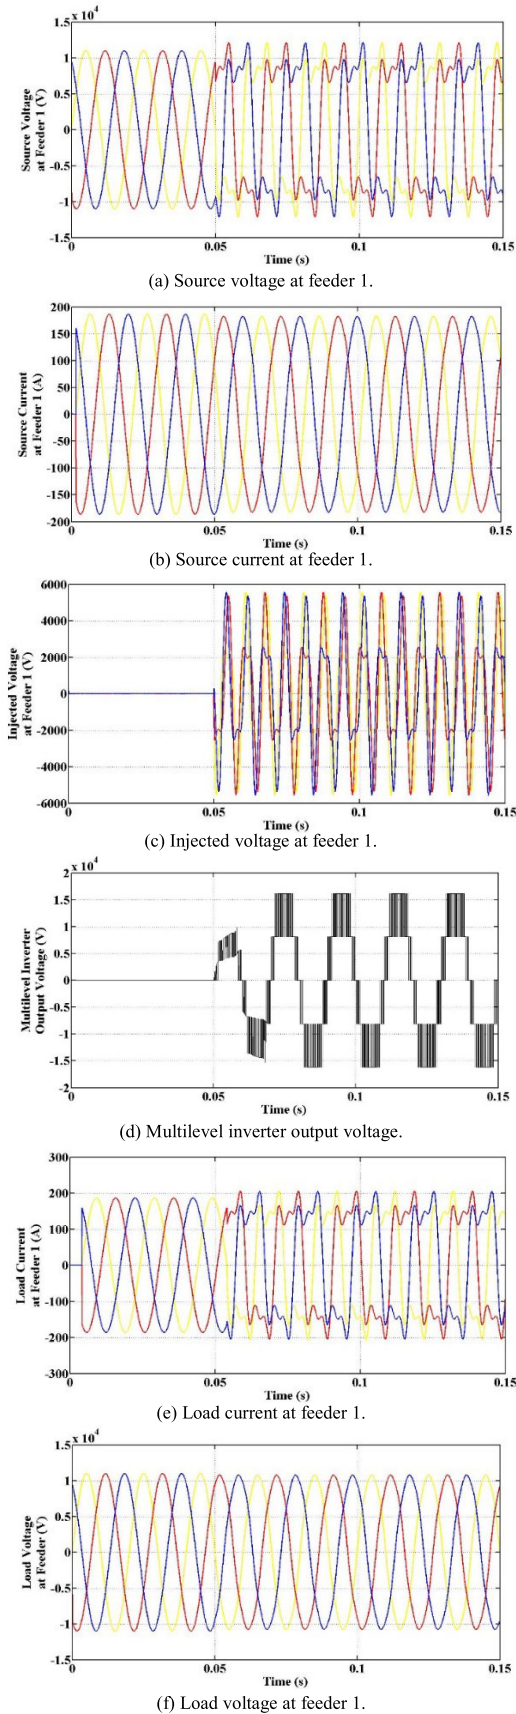 x 10⁴
1.5
1
0.5
0
-0.5
-1
-1.5
Source Voltage
at Feeder 1 (V)
0 0.05 0.1 0.15
Time (s)
(a) Source voltage at feeder 1.
200
150
100
50
0
-50
-100
-150
-200
Source Current
at Feeder 1 (A)
0 0.05 0.1 0.15
Time (s)
(b) Source current at feeder 1.
6000
4000
2000
0
-2000
-4000
-6000
Injected Voltage
at Feeder 1 (V)
0 0.05 0.1 0.15
Time (s)
(c) Injected voltage at feeder 1.
x 10⁴
2
1.5
1
0.5
0
-0.5
-1
-1.5
-2
Multilevel Inverter
Output Voltage (V)
0 0.05 0.1 0.15
Time (s)
(d) Multilevel inverter output voltage.
300
200
100
0
-100
-200
-300
Load Current
at Feeder 1 (A)
0 0.05 0.1 0.15
Time (s)
(e) Load current at feeder 1.
x 10⁴
1.5
1
0.5
0
-0.5
-1
-1.5
Load Voltage
at Feeder (V)
0 0.05 0.1 0.15
Time (s)
(f) Load voltage at feeder 1.